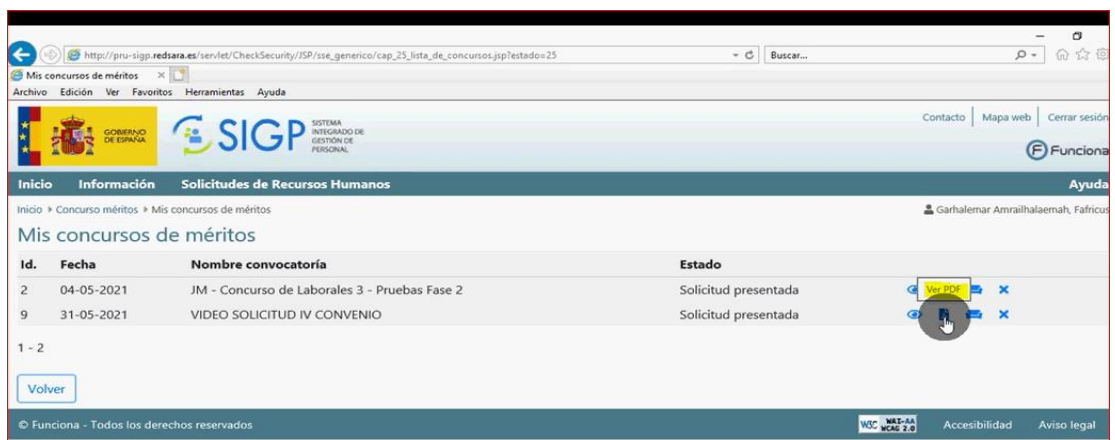 http://pru-sigp.redsara.es/servlet/CheckSecurity/JSP/sse_generico/cap_25_lista_de_concursos.jsp?estado=25 Buscar...
Mis concursos de méritos
Archivo Edición Ver Favoritos Herramientas Ayuda
GOBIERNO DE ESPAÑA
SIGP
SISTEMA
INTEGRADO DE
GESTIÓN DE
PERSONAL
Contacto Mapa web Cerrar sesión
Funciona
Inicio Información Solicitudes de Recursos Humanos Ayuda
Inicio Concurso méritos Mis concursos de méritos Garhalemar Amrailhalaemah, Fafricus
Mis concursos de méritos
Id. Fecha Nombre convocatoría Estado
2 04-05-2021 JM - Concurso de Laborales 3 - Pruebas Fase 2 Solicitud presentada Ver PDF
9 31-05-2021 VIDEO SOLICITUD IV CONVENIO Solicitud presentada
1 - 2
Volver
© Funciona - Todos los derechos reservados W3C WAI-AA WCAG 2.0 Accesibilidad Aviso legal